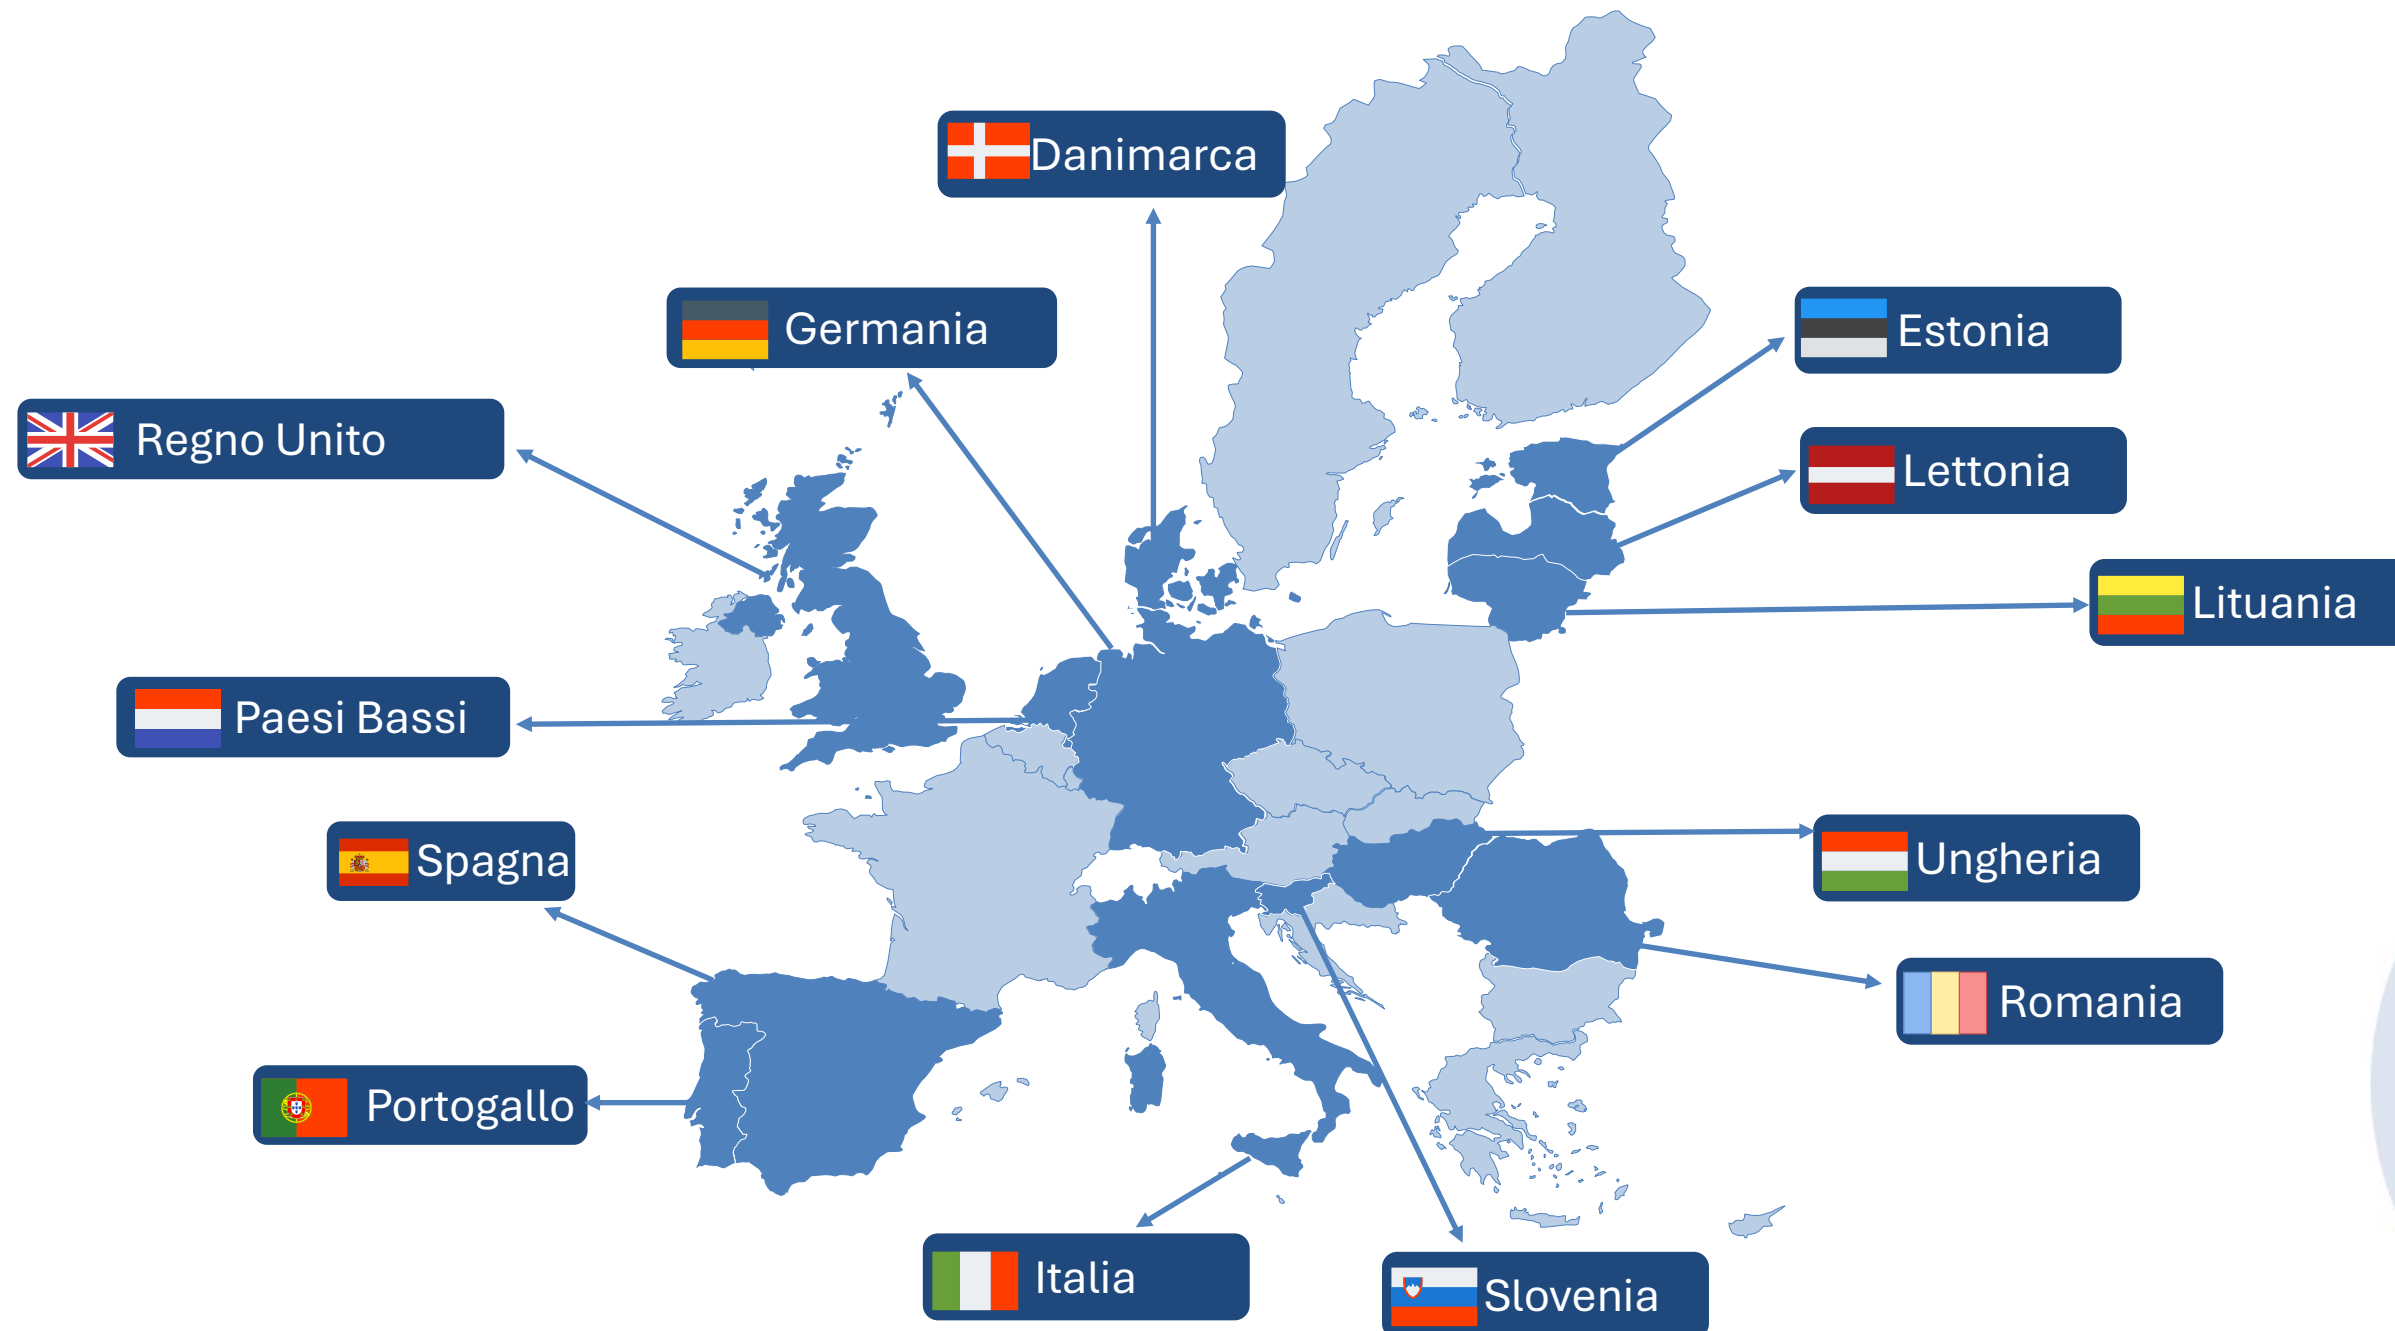 Danimarca
Germania
Estonia
Regno Unito
Lettonia
Lituania
Paesi Bassi
Spagna
Ungheria
Romania
Portogallo
Italia
Slovenia